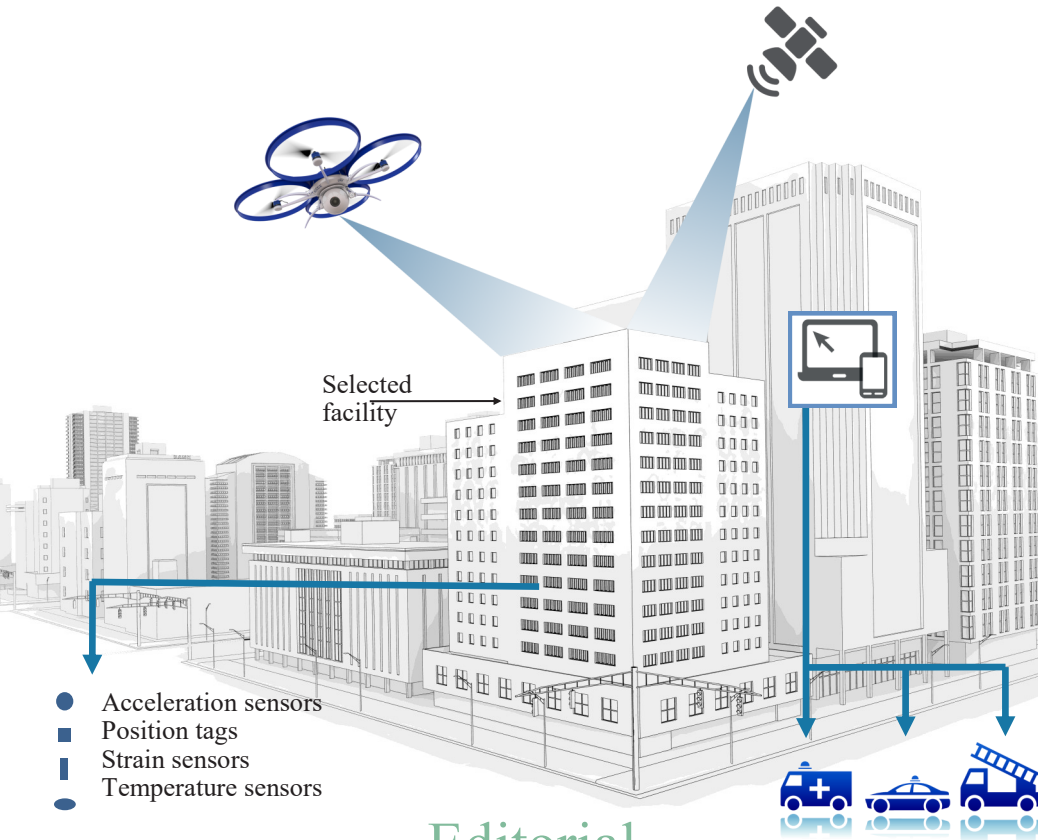 Selected
facility
Acceleration sensors
Position tags
Strain sensors
Temperature sensors
Editorial